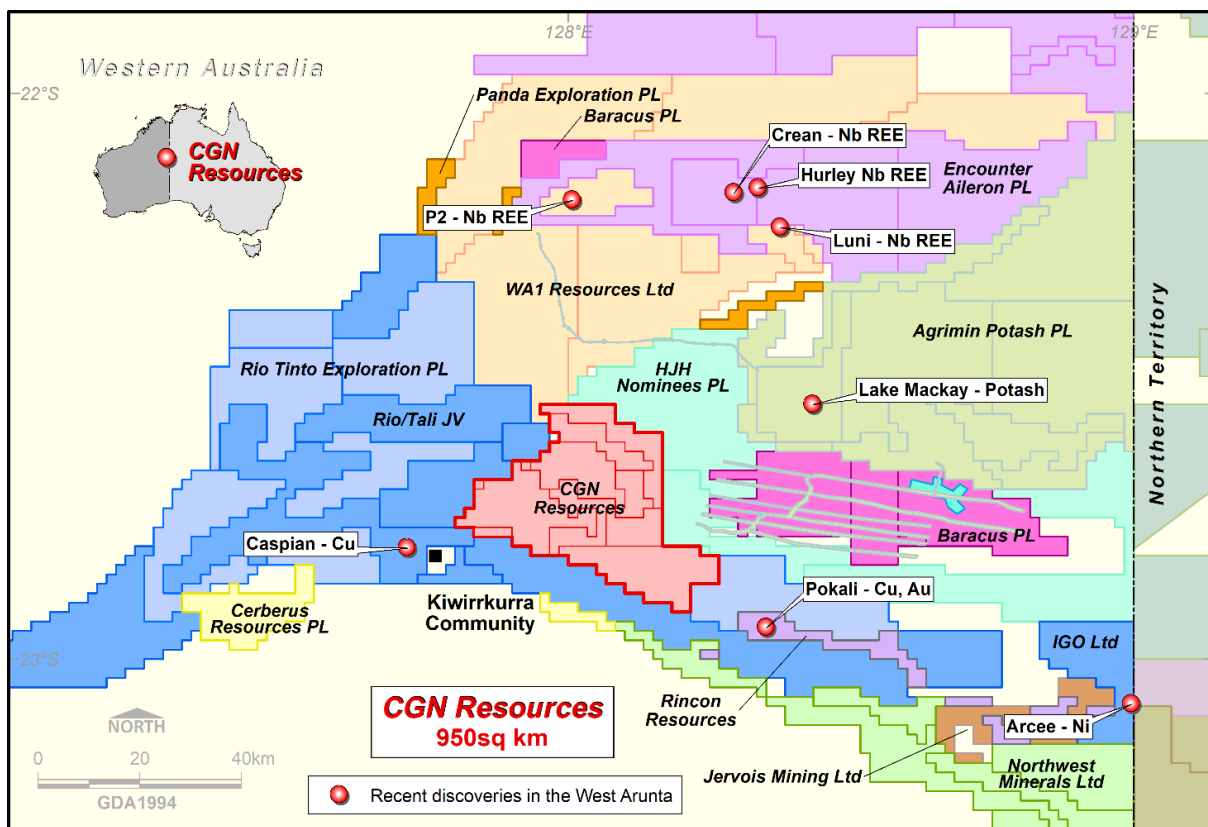 128°E
129°E
Western Australia
22°S
Panda Exploration PL
Baracus PL
CGN
Resources
Crean - Nb REE
Hurley Nb REE
Encounter
Aileron PL
P2 - Nb REE
Luni - Nb REE
WA1 Resources Ltd
Agrimin Potash PL
Northern Territory
Rio Tinto Exploration PL
HJH
Nominees PL
Lake Mackay - Potash
Rio/Tali JV
CGN
Resources
Baracus PL
Caspian - Cu
Kiwirrkurra
Community
Pokali - Cu, Au
Cerberus
Resources PL
IGO Ltd
23°S
CGN Resources
950sq km
Rincon
Resources
Arcee - Ni
NORTH
0 20 40km
GDA1994
Jervois Mining Ltd
Northwest
Minerals Ltd
Recent discoveries in the West Arunta